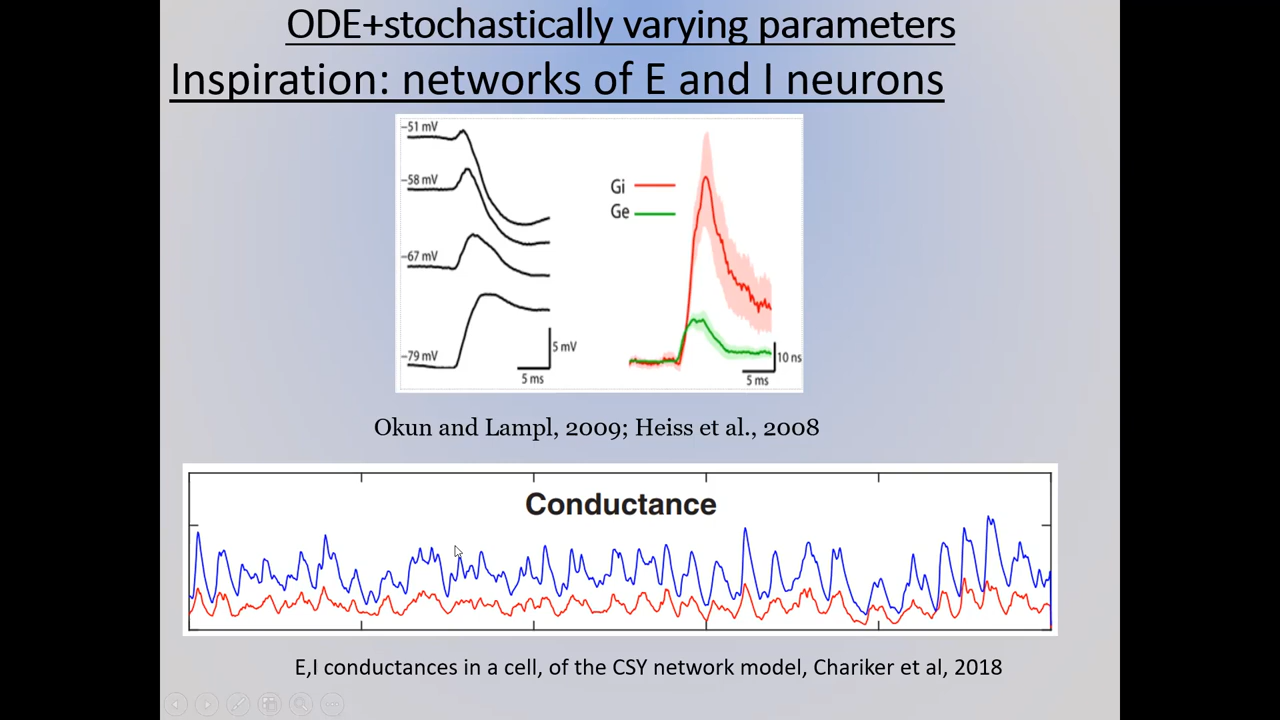 ODE+stochastically varying parameters
Inspiration: networks of E and I neurons
-51 mV
-58 mV
-67 mV
-79 mV
5 mV
5 ms
Gi
Ge
10 ns
5 ms
Okun and Lampl, 2009; Heiss et al., 2008
Conductance
E,I conductances in a cell, of the CSY network model, Chariker et al, 2018